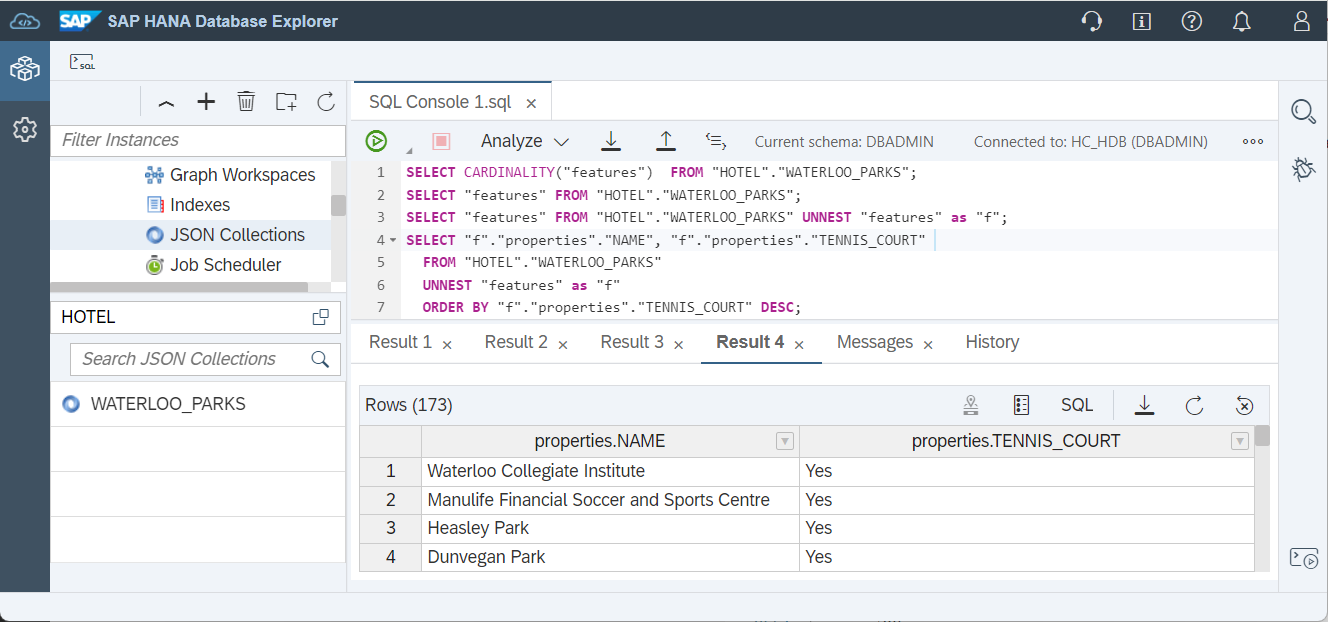 SAP SAP HANA Database Explorer
SQL
Filter Instances
Graph Workspaces
Indexes
JSON Collections
Job Scheduler
HOTEL
Search JSON Collections
WATERLOO_PARKS
SQL Console 1.sql
Analyze Current schema: DBADMIN Connected to: HC_HDB (DBADMIN)
1 SELECT CARDINALITY("features")  FROM "HOTEL"."WATERLOO_PARKS";
2 SELECT "features" FROM "HOTEL"."WATERLOO_PARKS";
3 SELECT "features" FROM "HOTEL"."WATERLOO_PARKS" UNNEST "features" as "f";
4 SELECT "f"."properties"."NAME", "f"."properties"."TENNIS_COURT"
5 FROM "HOTEL"."WATERLOO_PARKS"
6 UNNEST "features" as "f"
7 ORDER BY "f"."properties"."TENNIS_COURT" DESC;
Result 1 Result 2 Result 3 Result 4 Messages History
Rows (173) SQL
properties.NAME properties.TENNIS_COURT
1 Waterloo Collegiate Institute Yes
2 Manulife Financial Soccer and Sports Centre Yes
3 Heasley Park Yes
4 Dunvegan Park Yes